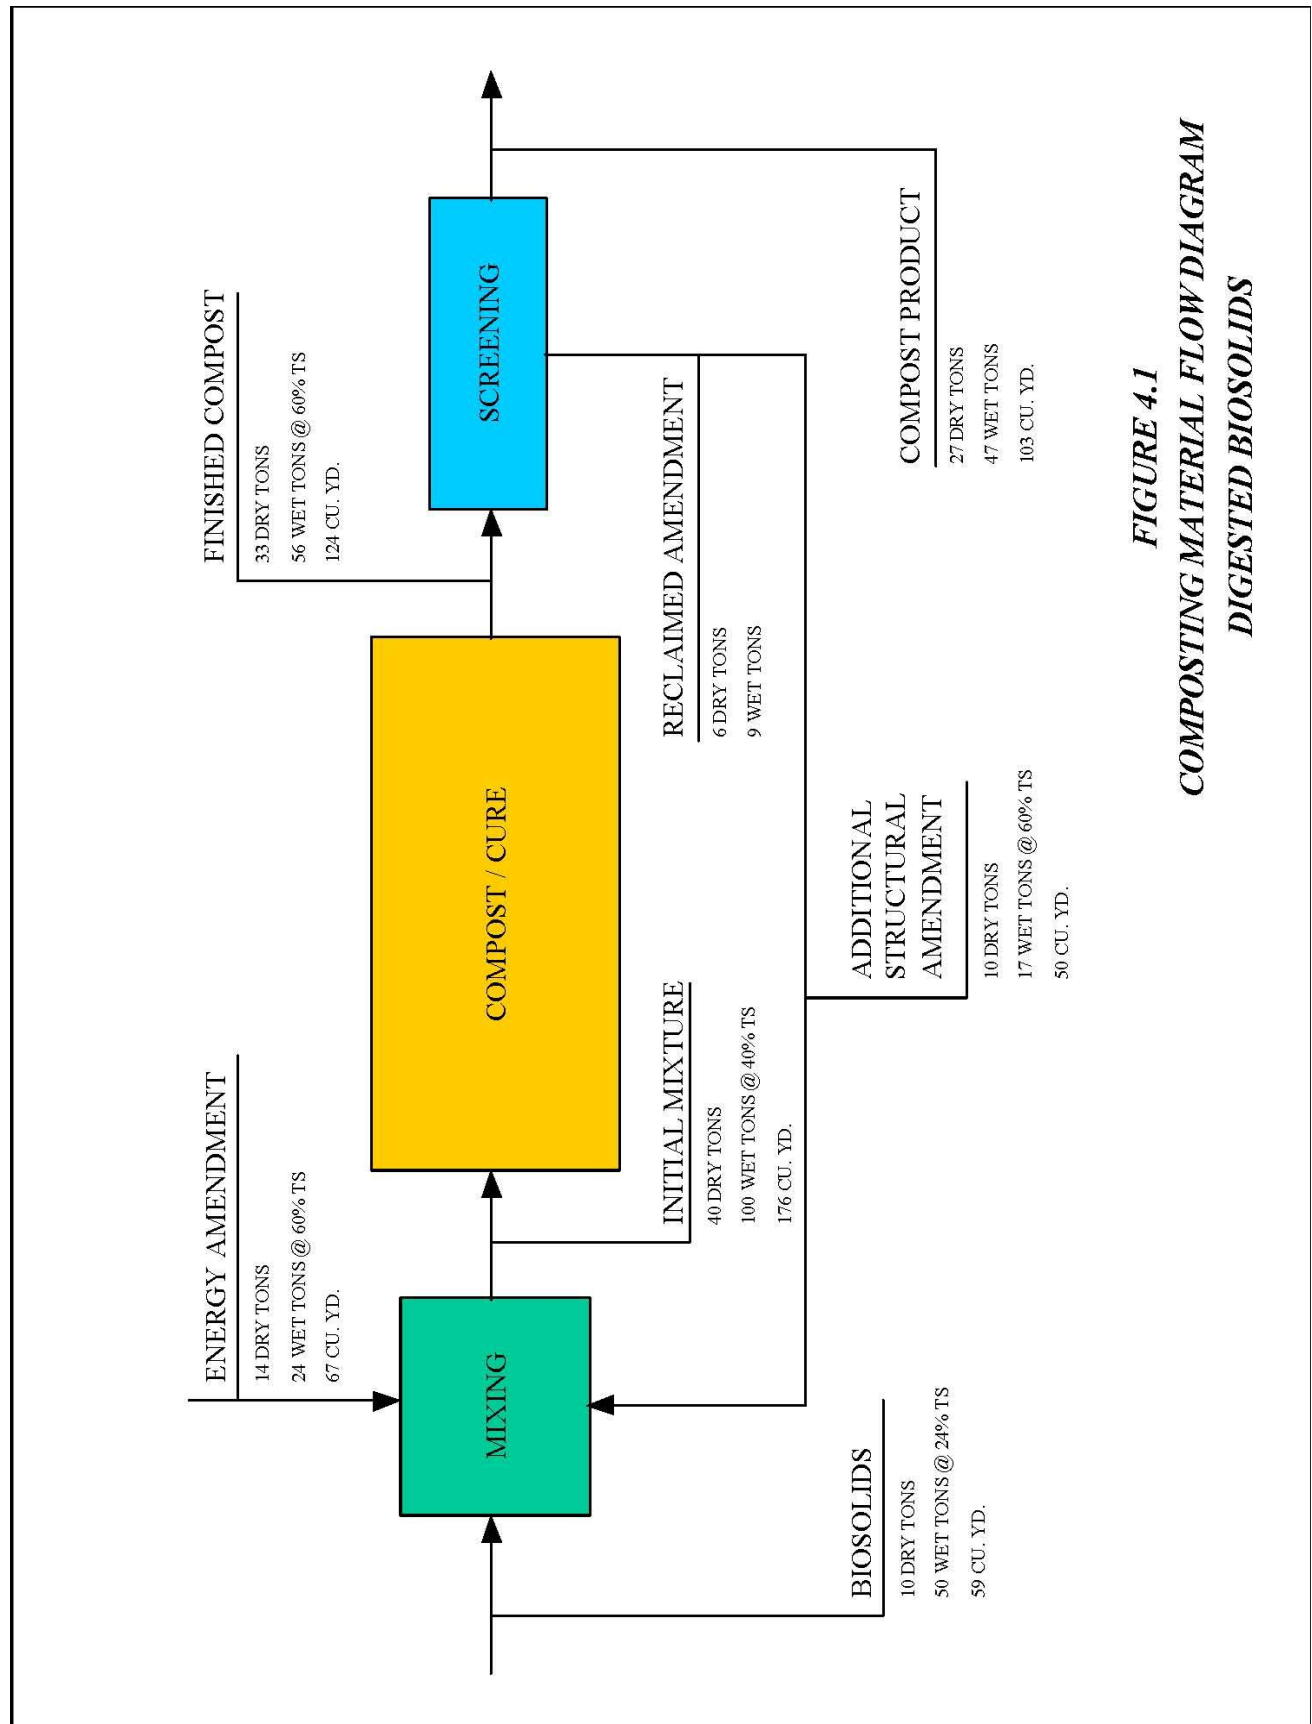 ENERGY AMENDMENT
14 DRY TONS
24 WET TONS @ 60% TS
67 CU. YD.
FINISHED COMPOST
33 DRY TONS
56 WET TONS @ 60% TS
124 CU. YD.
MIXING
COMPOST / CURE
SCREENING
INITIAL MIXTURE
40 DRY TONS
100 WET TONS @ 40% TS
176 CU. YD.
RECLAIMED AMENDMENT
6 DRY TONS
9 WET TONS
BIOSOLIDS
10 DRY TONS
50 WET TONS @ 24% TS
59 CU. YD.
ADDITIONAL
STRUCTURAL
AMENDMENT
10 DRY TONS
17 WET TONS @ 60% TS
50 CU. YD.
COMPOST PRODUCT
27 DRY TONS
47 WET TONS
103 CU. YD.
FIGURE 4.1
COMPOSTING MATERIAL FLOW DIAGRAM
DIGESTED BIOSOLIDS